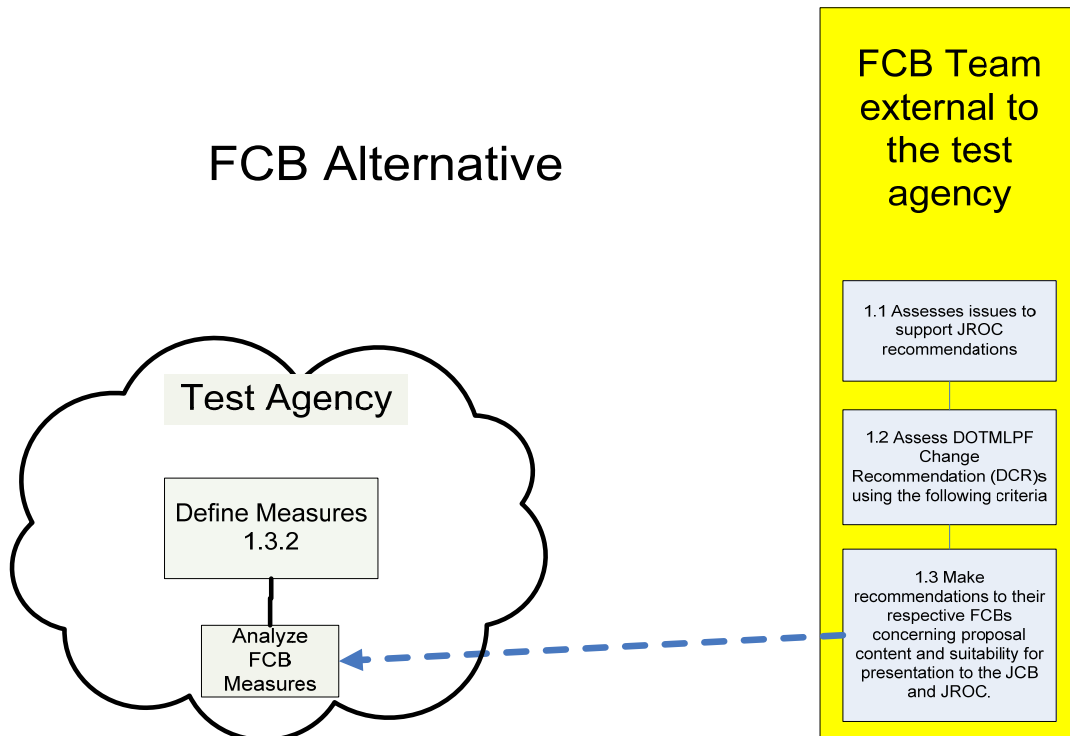 FCB Alternative
Test Agency
Define Measures
1.3.2
Analyze
FCB
Measures
FCB Team
external to
the test
agency
1.1 Assesses issues to
support JROC
recommendations
1.2 Assess DOTMLPF
Change
Recommendation (DCR)s
using the following criteria
1.3 Make
recommendations to their
respective FCBs
concerning proposal
content and suitability for
presentation to the JCB
and JROC.